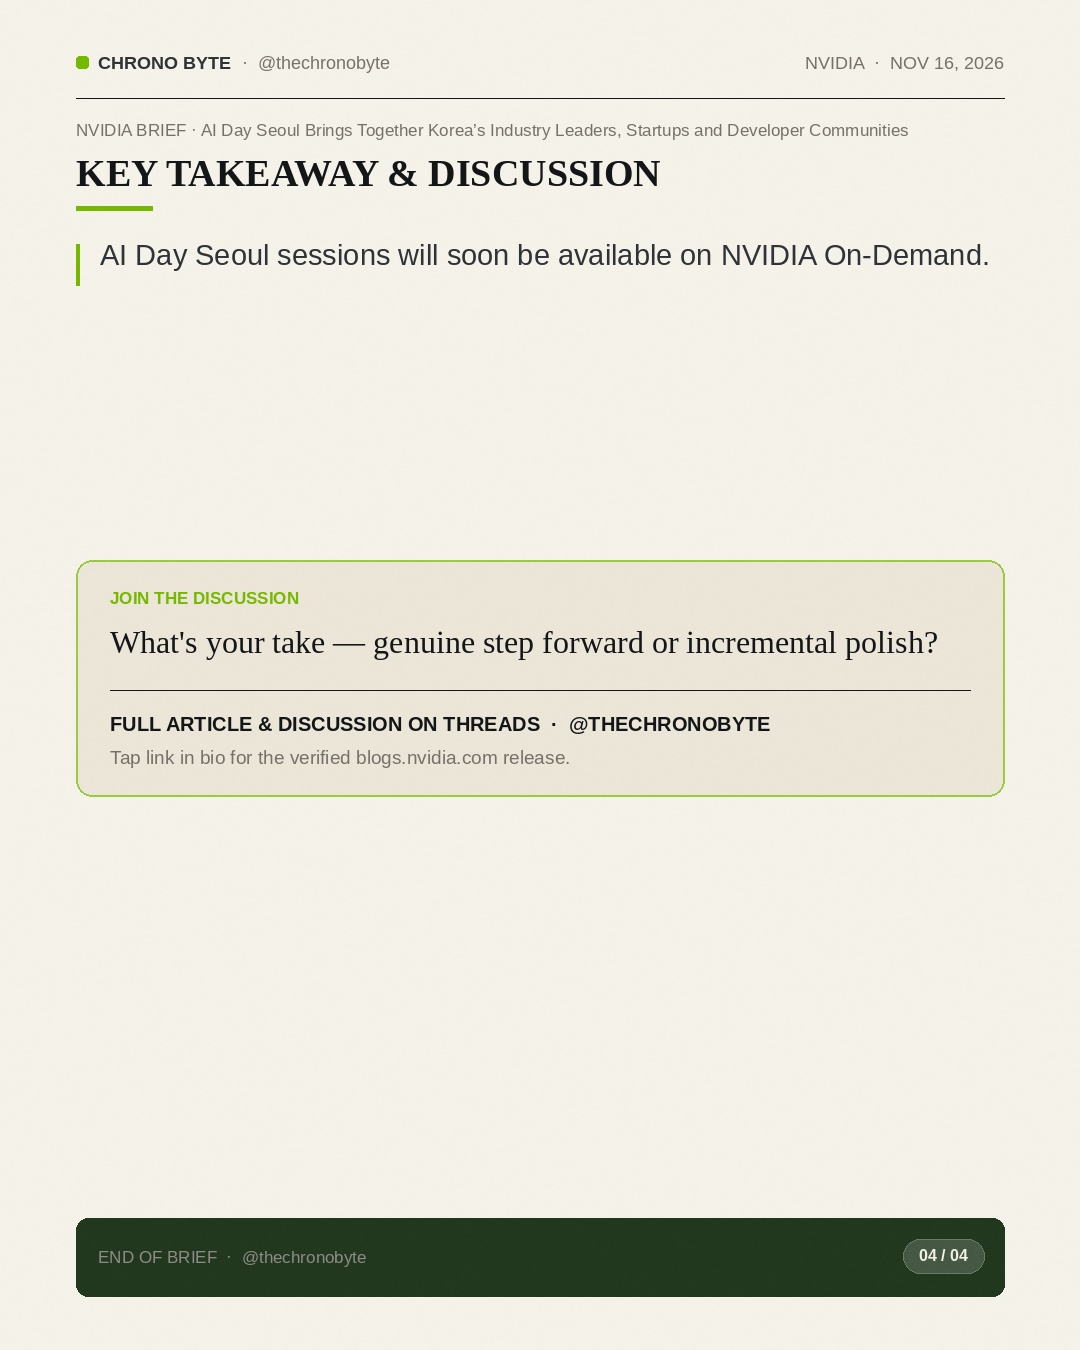 CHRONO BYTE · @thechronobyte
NVIDIA · NOV 16, 2026
NVIDIA BRIEF · AI Day Seoul Brings Together Korea’s Industry Leaders, Startups and Developer Communities
KEY TAKEAWAY & DISCUSSION
AI Day Seoul sessions will soon be available on NVIDIA On-Demand.
JOIN THE DISCUSSION
What's your take — genuine step forward or incremental polish?
FULL ARTICLE & DISCUSSION ON THREADS · @THECHRONOBYTE
Tap link in bio for the verified blogs.nvidia.com release.
END OF BRIEF · @thechronobyte
04 / 04